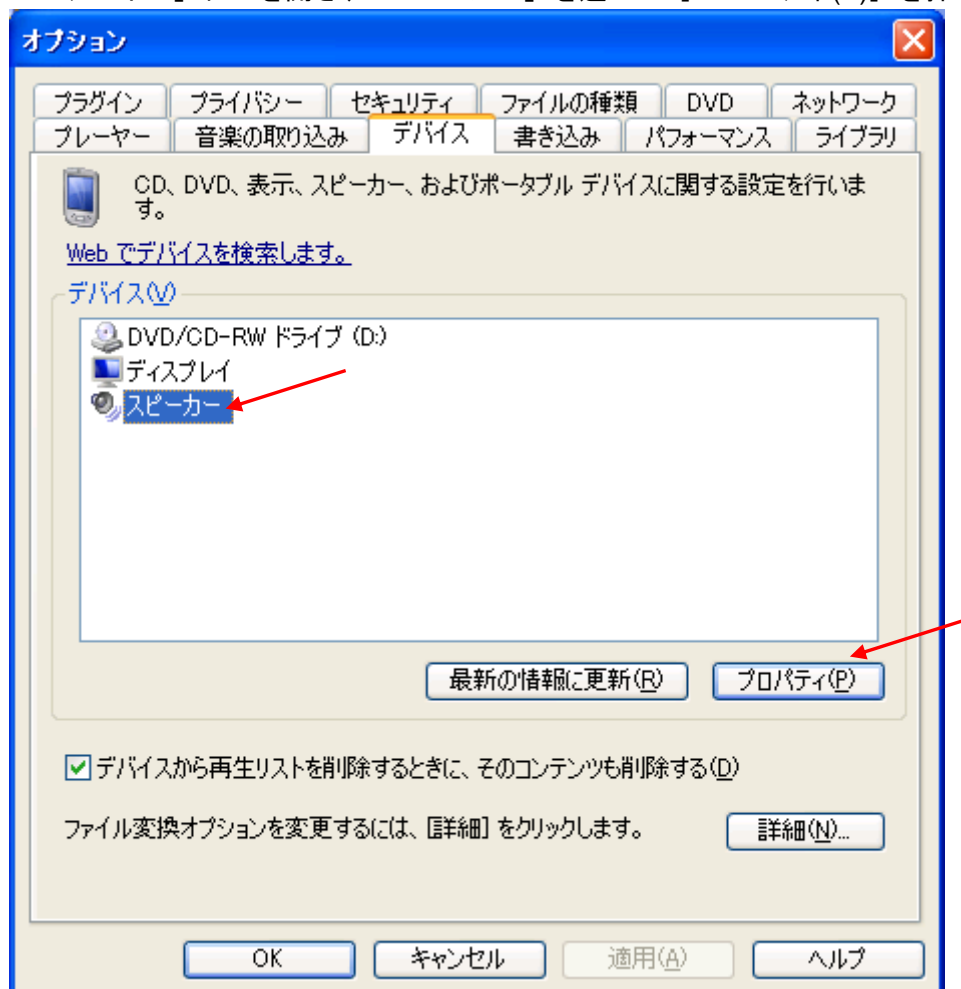 オプション
プラグイン プライバシー セキュリティ ファイルの種類 DVD ネットワーク
プレーヤー 音楽の取り込み デバイス 書き込み パフォーマンス ライブラリ
CD、DVD、表示、スピーカー、およびポータブル デバイスに関する設定を行いま
す。
Web でデバイスを検索します。
デバイス(V)
DVD/CD-RW ドライブ (D:)
ディスプレイ
スピーカー
最新の情報に更新(R) プロパティ(P)
デバイスから再生リストを削除するときに、そのコンテンツも削除する(D)
ファイル変換オプションを変更するには、[詳細] をクリックします。 詳細(N)...
OK キャンセル 適用(A) ヘルプ